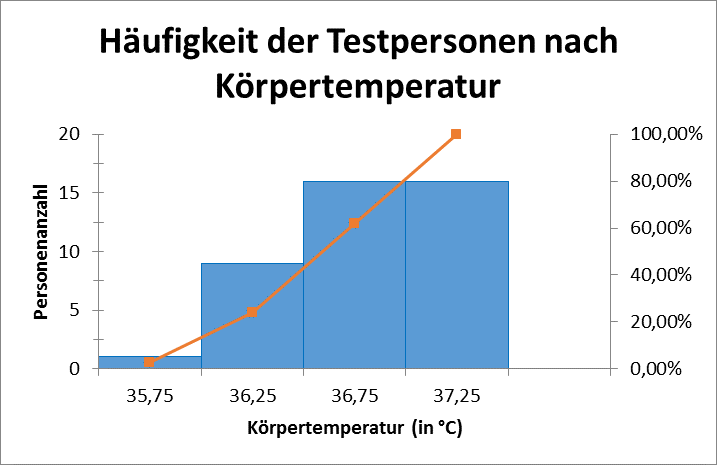 Häufigkeit der Testpersonen nach
Körpertemperatur
Personenanzahl
20
15
10
5
0
100,00%
80,00%
60,00%
40,00%
20,00%
0,00%
35,75 36,25 36,75 37,25
Körpertemperatur (in °C)